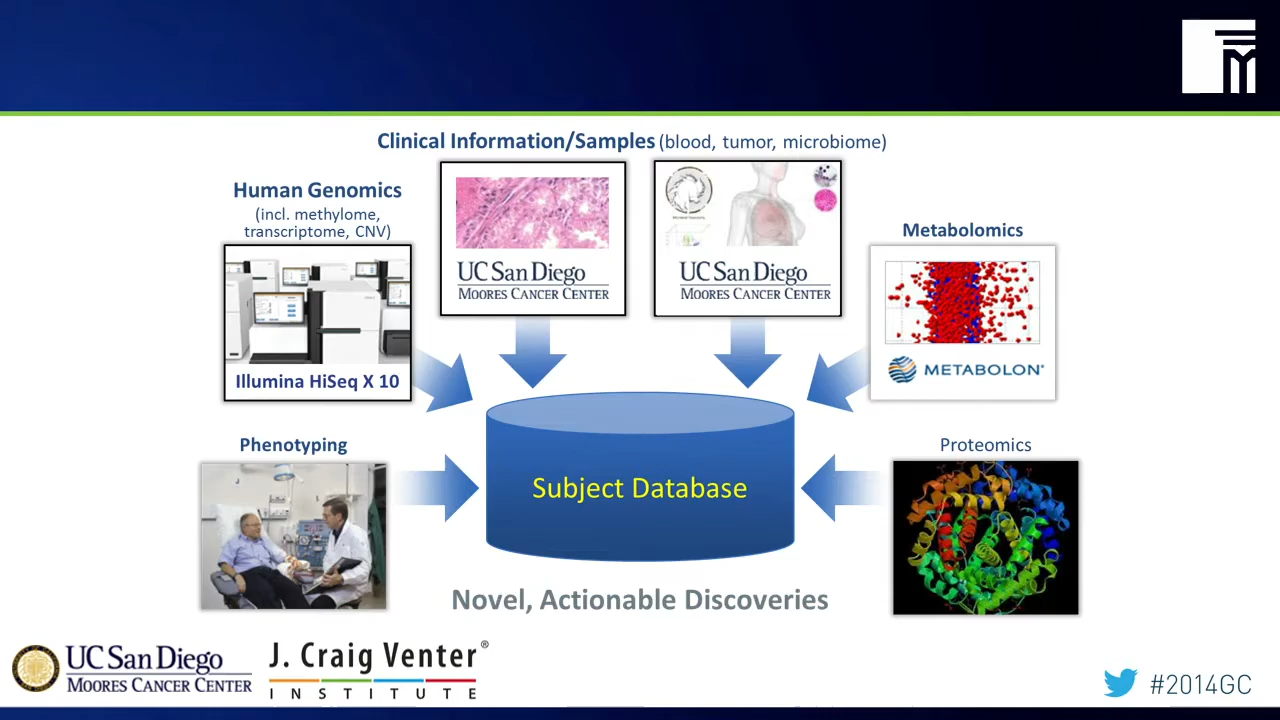 Clinical Information/Samples (blood, tumor, microbiome)
Human Genomics
(incl. methylome,
transcriptome, CNV)
UC San Diego
MOORES CANCER CENTER
UC San Diego
MOORES CANCER CENTER
Metabolomics
METABOLON®
Illumina HiSeq X 10
Phenotyping
Subject Database
Proteomics
Novel, Actionable Discoveries
UC San Diego
MOORES CANCER CENTER
J. Craig Venter®
INSTITUTE
#2014GC